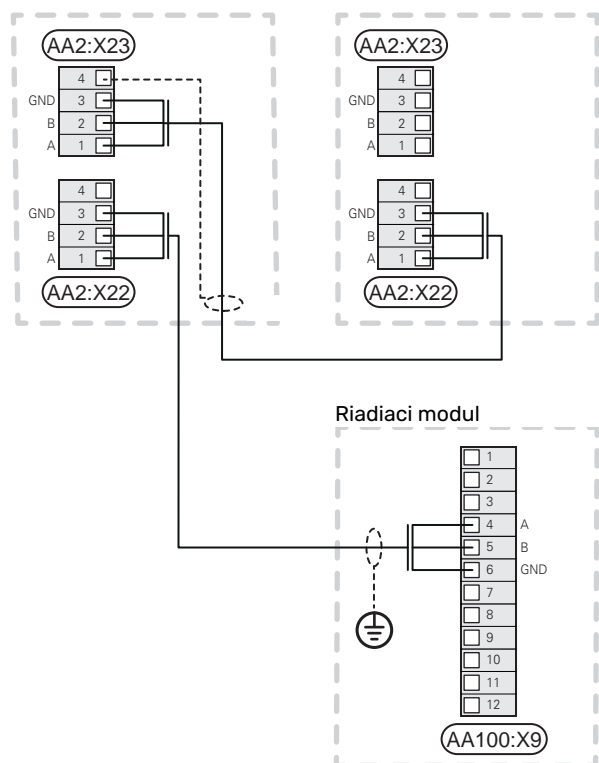 AA2:X23
4
GND 3
B 2
A 1
4
GND 3
B 2
A 1
AA2:X22
AA2:X23
4
GND 3
B 2
A 1
4
GND 3
B 2
A 1
AA2:X22
Riadiaci modul
1
2
3
4 A
5 B
6 GND
7
8
9
10
11
12
AA100:X9